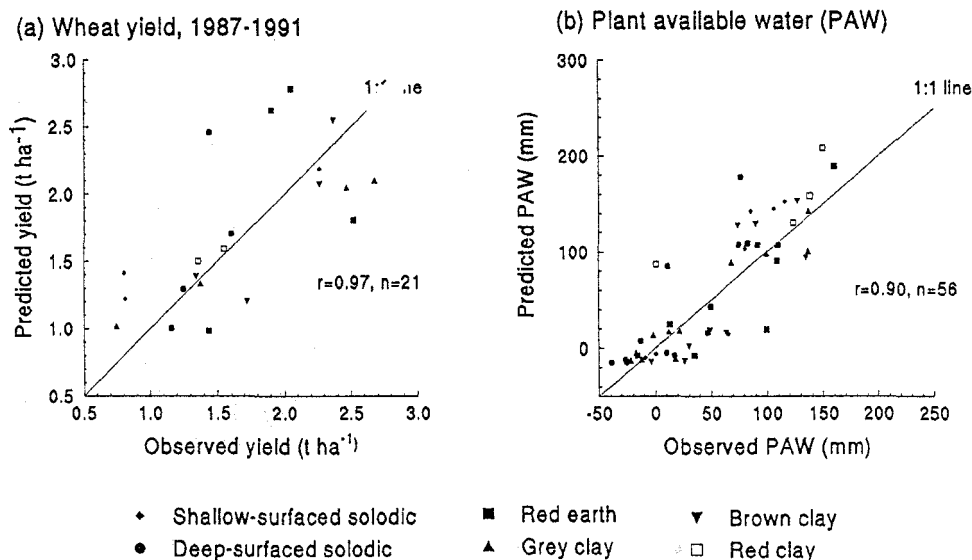 (a) Wheat yield, 1987-1991
Predicted yield (t ha⁻¹)
3.0
2.5
2.0
1.5
1.0
0.5
0.5 1.0 1.5 2.0 2.5 3.0
Observed yield (t ha⁻¹)
r=0.97, n=21
(b) Plant available water (PAW)
Predicted PAW (mm)
1:1 line
300
200
100
0
-50 0 50 100 150 200 250
Observed PAW (mm)
r=0.90, n=56
Shallow-surfaced solodic
Deep-surfaced solodic
Red earth
Grey clay
Brown clay
Red clay